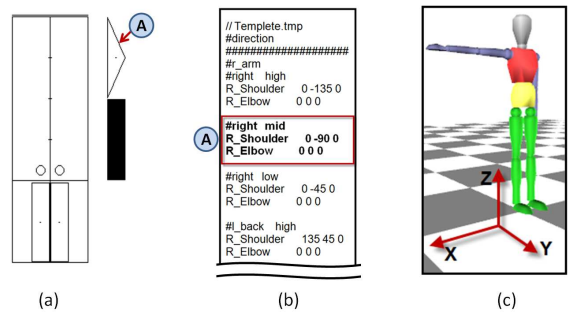 A
(a)
// Templete.tmp
#direction
####################
#r_arm
#right high
R_Shoulder 0 -135 0
R_Elbow 0 0 0
A
#right mid
R_Shoulder 0 -90 0
R_Elbow 0 0 0
#right low
R_Shoulder 0 -45 0
R_Elbow 0 0 0
#l_back high
R_Shoulder 135 45 0
R_Elbow 0 0 0
(b)
Z
X
Y
(c)